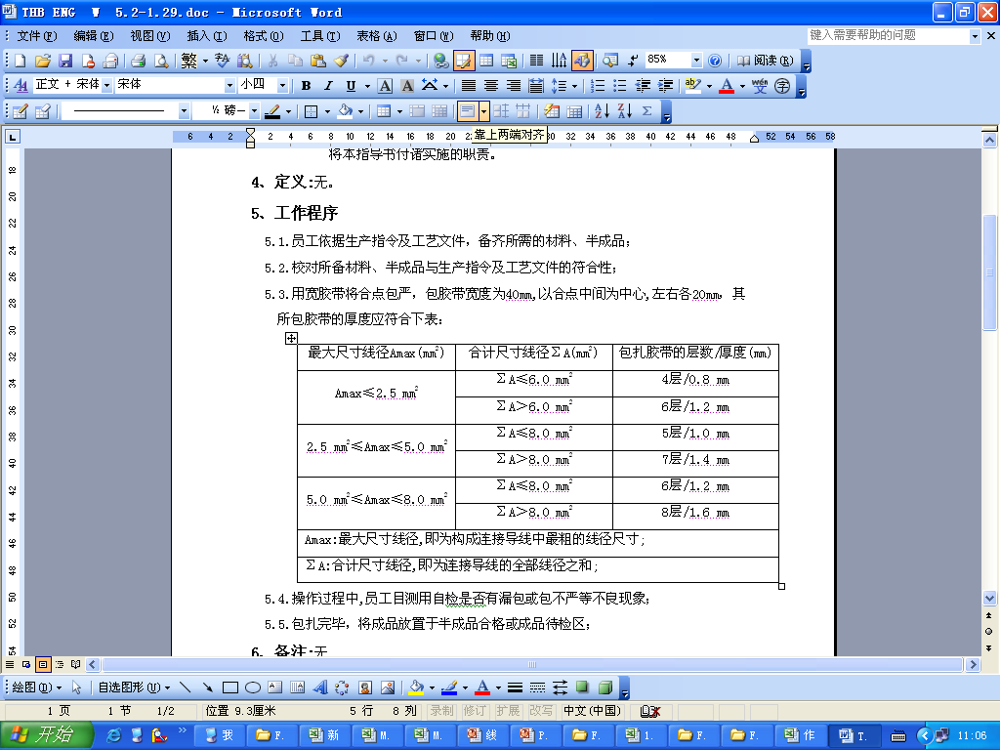 THB ENG W 5.2-1.29.doc - Microsoft Word
文件(F) 编辑(E) 视图(V) 插入(I) 格式(O) 工具(T) 表格(A) 窗口(W) 帮助(H) 键入需要帮助的问题
繁 85% 阅读(R)
正文 + 宋体 宋体 小四 B I U A A A wén 字
½ 磅
靠上两端对齐
6 4 2 2 4 6 8 10 12 14 16 18 20 22 30 32 34 36 38 40 42 44 46 48 52 54 56 58
将本指导书付诸实施的职责。
4、定义:无。
5、工作程序
5.1.员工依据生产指令及工艺文件，备齐所需的材料、半成品；
5.2.校对所备材料、半成品与生产指令及工艺文件的符合性；
5.3.用宽胶带将合点包严，包胶带宽度为40mm,以合点中间为中心,左右各20mm，其
所包胶带的厚度应符合下表：
最大尺寸线径Amax(mm²) 合计尺寸线径ΣA(mm²) 包扎胶带的层数/厚度(mm)
Amax≤2.5 mm² ΣA≤6.0 mm² 4层/0.8 mm
ΣA＞6.0 mm² 6层/1.2 mm
2.5 mm²≤Amax≤5.0 mm² ΣA≤8.0 mm² 5层/1.0 mm
ΣA＞8.0 mm² 7层/1.4 mm
5.0 mm²≤Amax≤8.0 mm² ΣA≤8.0 mm² 6层/1.2 mm
ΣA＞8.0 mm² 8层/1.6 mm
Amax:最大尺寸线径,即为构成连接导线中最粗的线径尺寸;
ΣA:合计尺寸线径,即为连接导线的全部线径之和;
5.4.操作过程中,员工目测用自检是否有漏包或包不严等不良现象；
5.5.包扎完毕，将成品放置于半成品合格或成品待检区；
6、备注:无
18 20 22 24 26 28 30 32 34 36 38 40 42 44 46 48 50 52 54
绘图(D) 自选图形(U) A
1 页 1 节 1/2 位置 9.3厘米 5 行 8 列 录制 修订 扩展 改写 中文(中国)
开始 我 F. 新 M. M. 线 P. F. 1. F. F. 作 T. 11:06